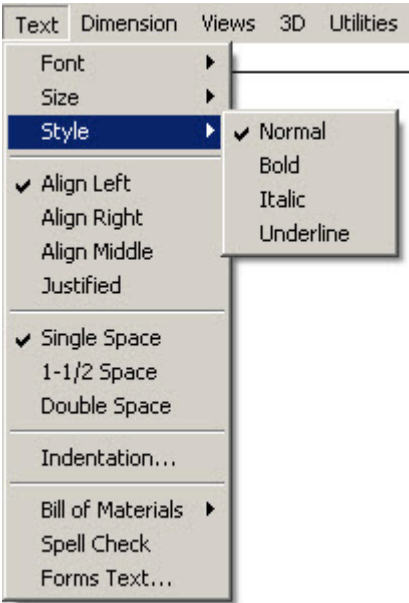 Text Dimension Views 3D Utilities
Font
Size
Style
Normal
Bold
Italic
Underline
Align Left
Align Right
Align Middle
Justified
Single Space
1-1/2 Space
Double Space
Indentation...
Bill of Materials
Spell Check
Forms Text...